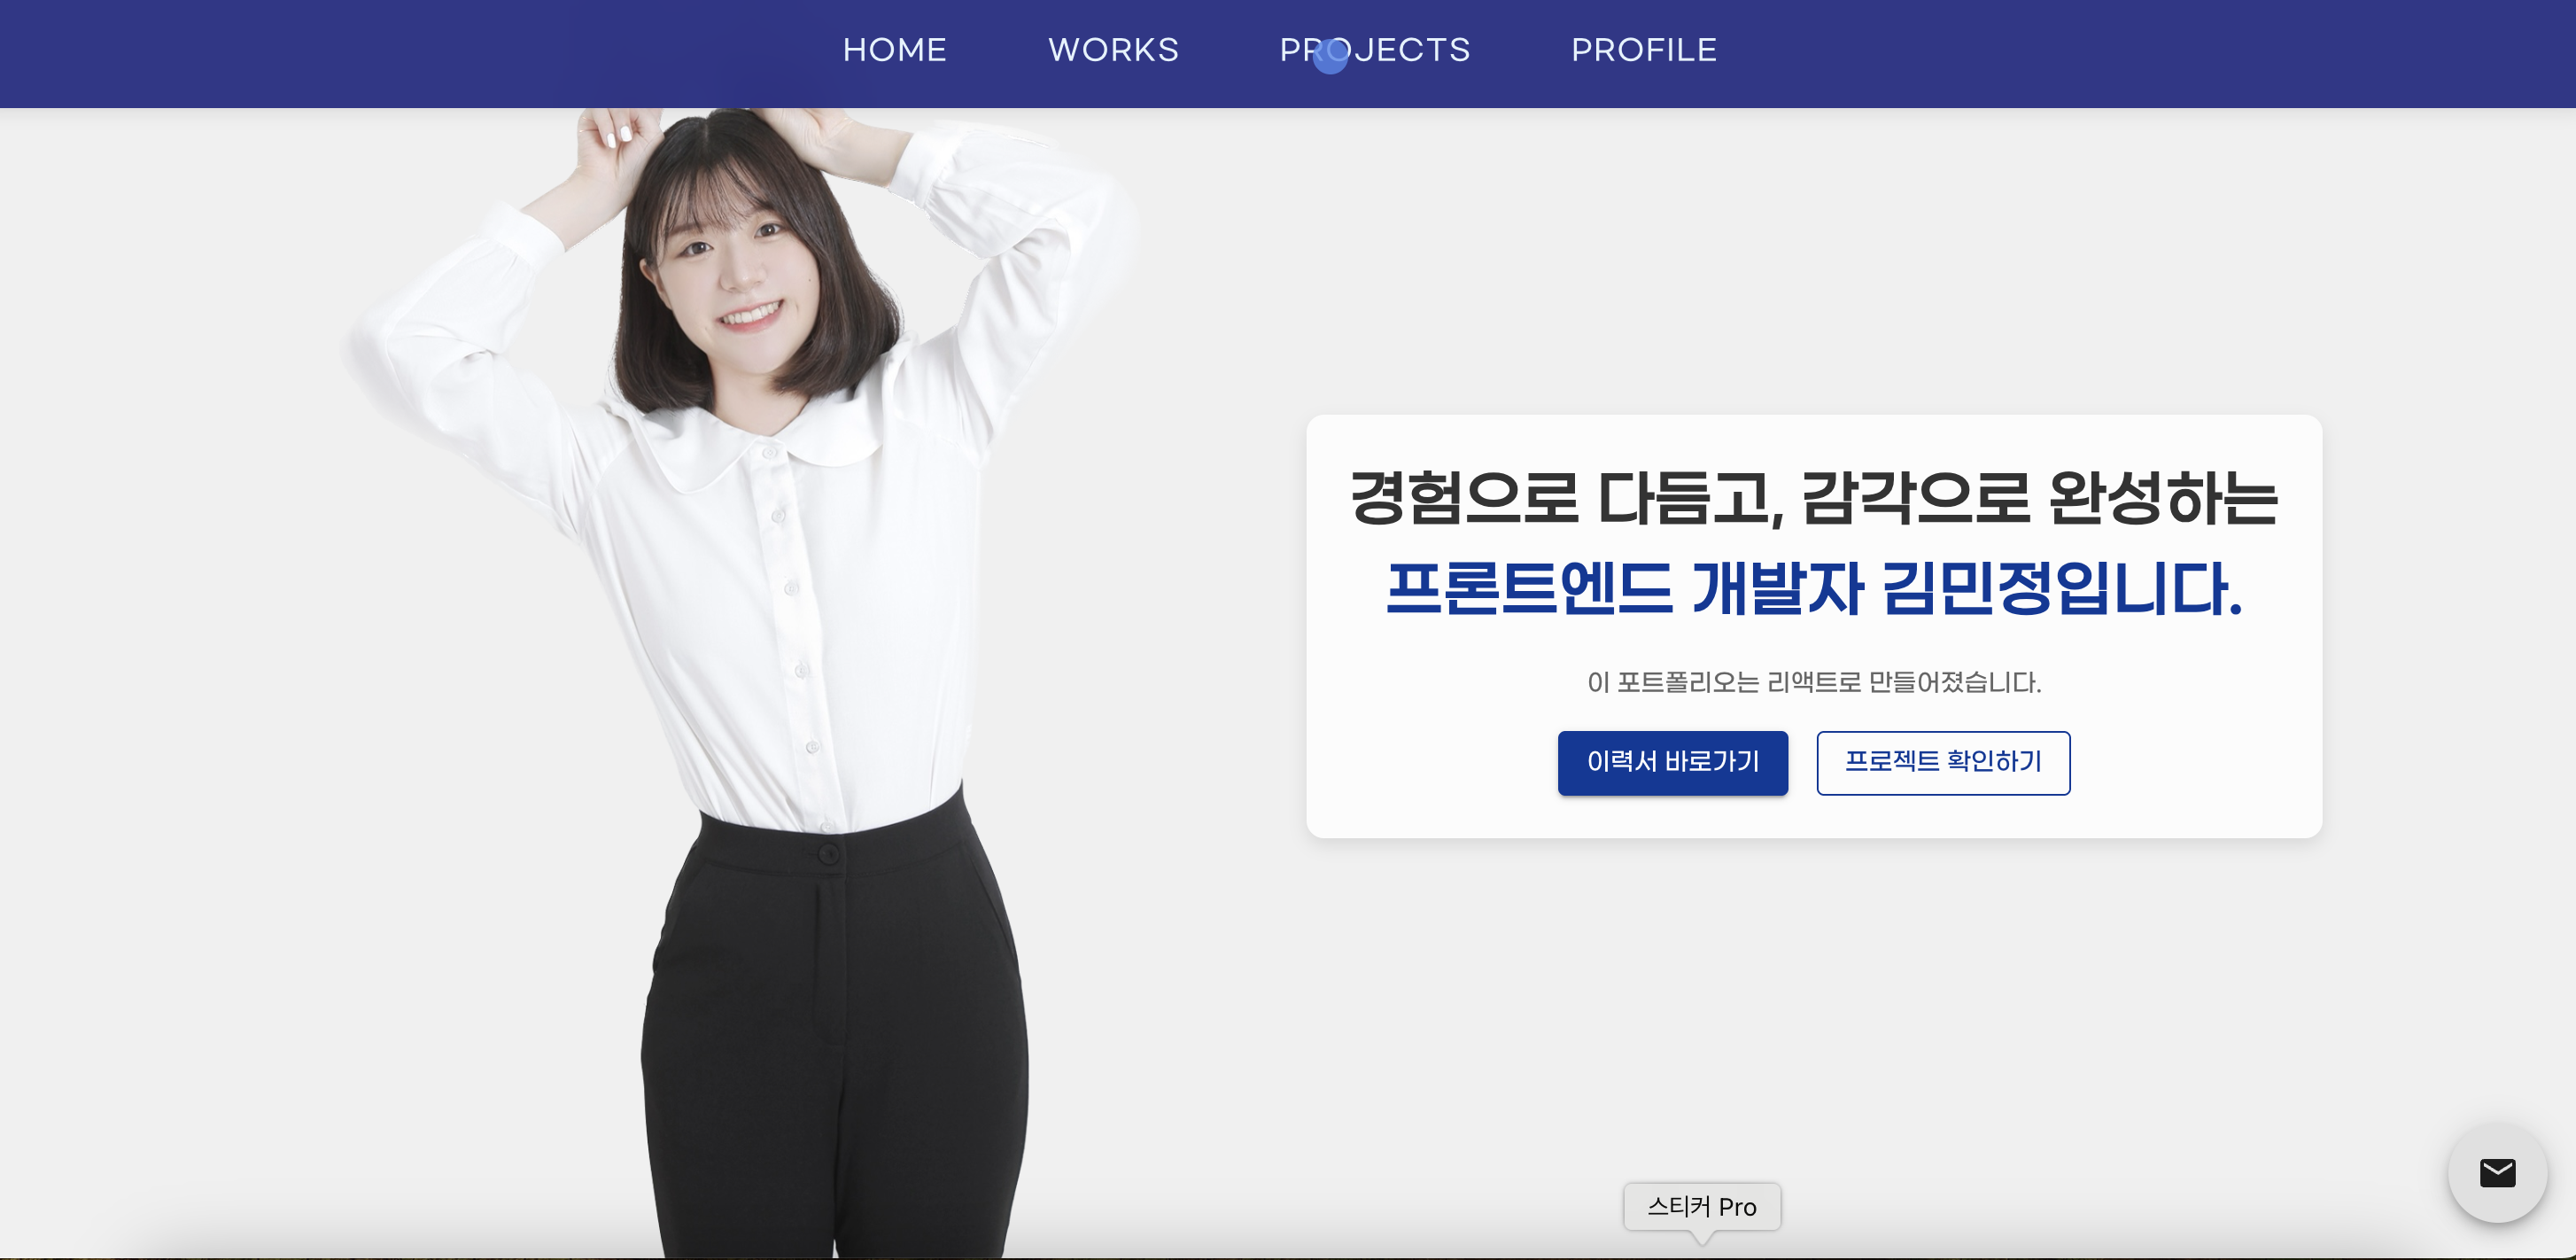 HOME WORKS PROJECTS PROFILE
경험으로 다듬고, 감각으로 완성하는
프론트엔드 개발자 김민정입니다.
이 포트폴리오는 리액트로 만들어졌습니다.
이력서 바로가기 프로젝트 확인하기
스티커 Pro